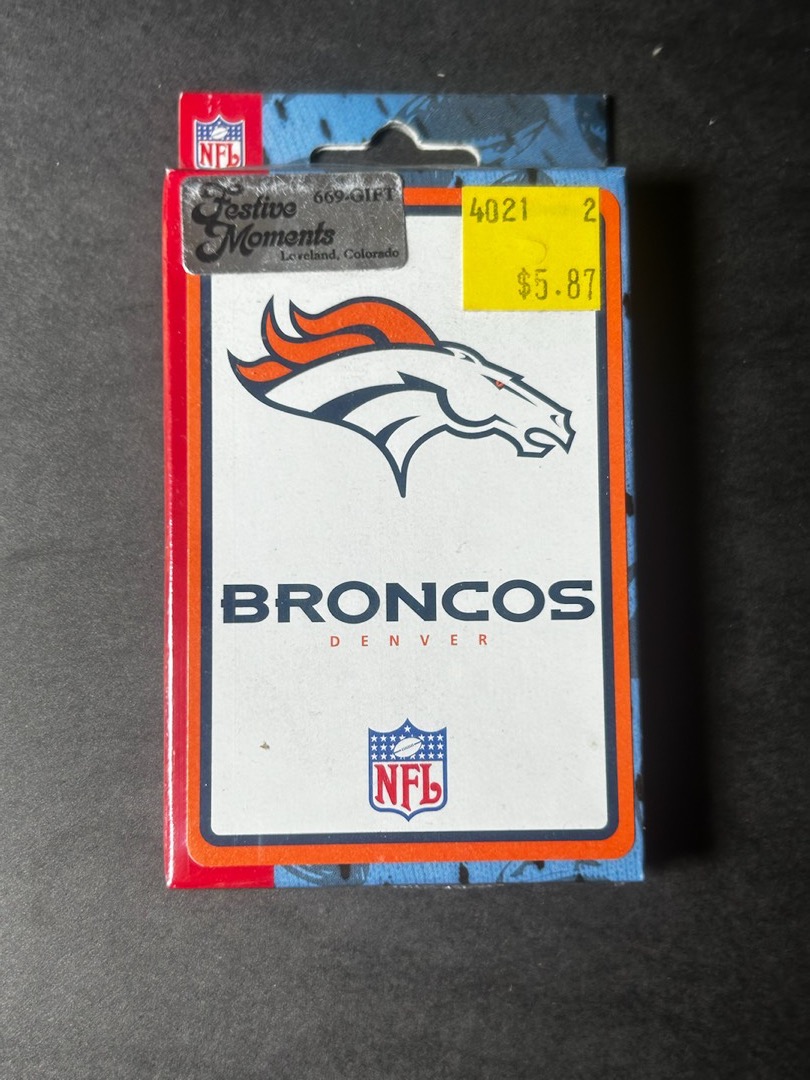 NFL
Festive 669-GIFT
Moments
Loveland, Colorado
4021 2
$5.87
BRONCOS
DENVER
NFL